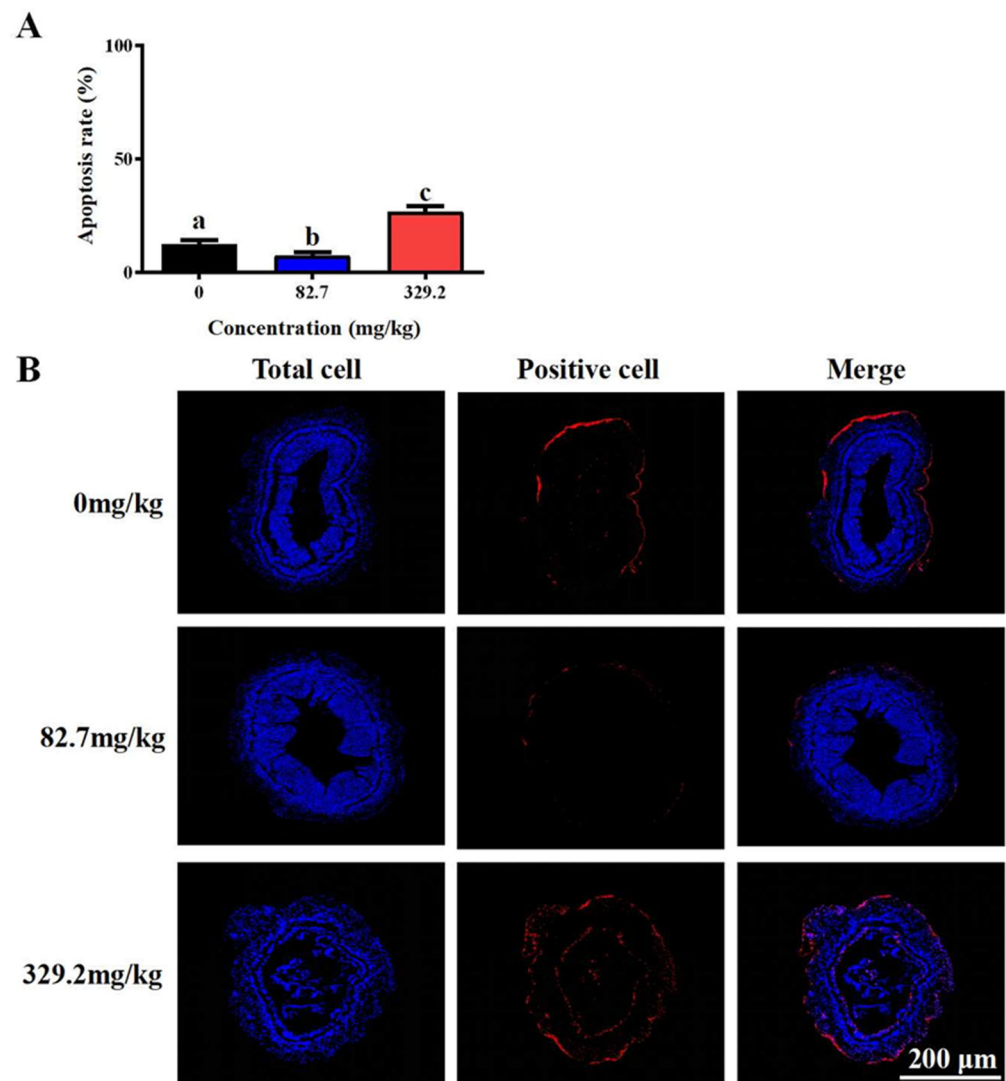 A
Apoptosis rate (%)
100
50
0
a
b
c
0
82.7
329.2
Concentration (mg/kg)
B
Total cell
Positive cell
Merge
0mg/kg
82.7mg/kg
329.2mg/kg
200 μm